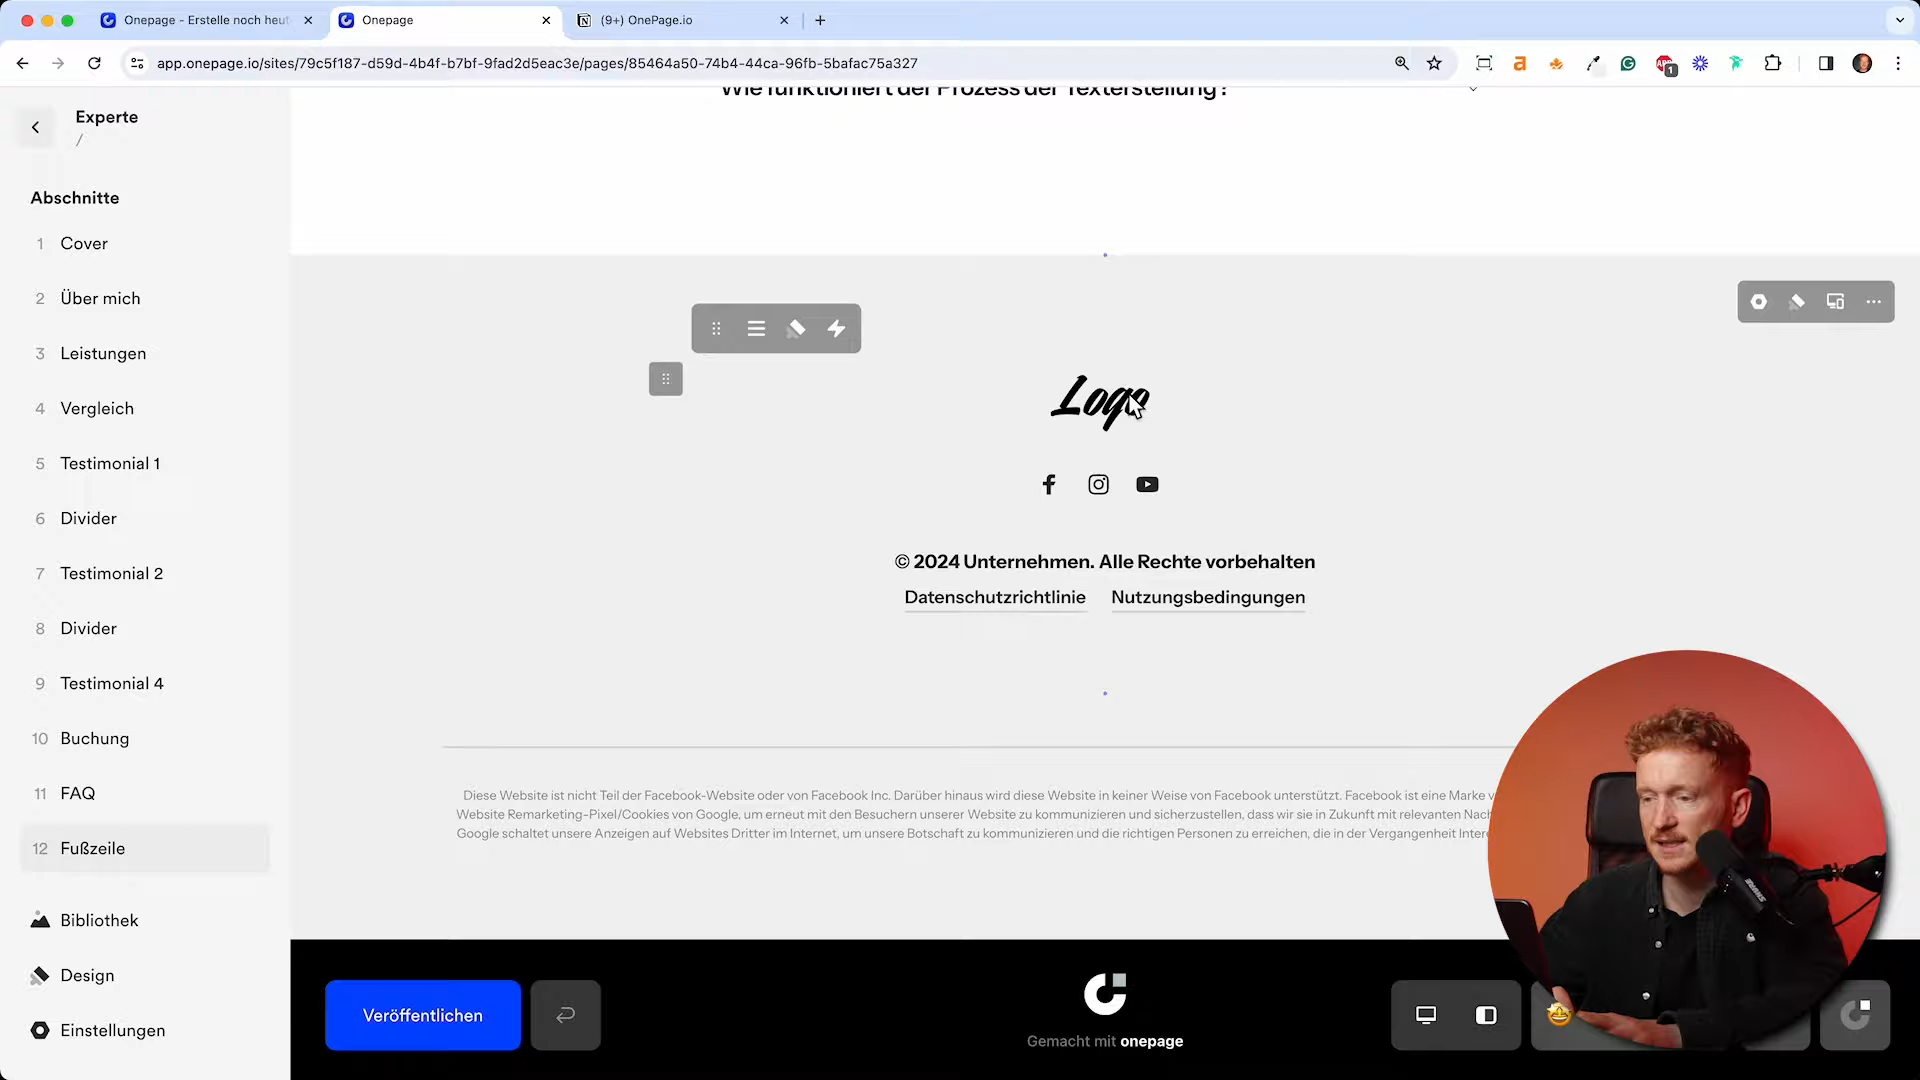 Onepage - Erstelle noch heut
Onepage
(9+) OnePage.io
app.onepage.io/sites/79c5f187-d59d-4b4f-b7bf-9fad2d5eac3e/pages/85464a50-74b4-44ca-96fb-5bafac75a327
1
Experte
/
Abschnitte
1 Cover
2 Über mich
3 Leistungen
4 Vergleich
5 Testimonial 1
6 Divider
7 Testimonial 2
8 Divider
9 Testimonial 4
10 Buchung
11 FAQ
12 Fußzeile
Bibliothek
Design
Einstellungen
Wie funktioniert der Prozess der Texterstellung?
Logo
© 2024 Unternehmen. Alle Rechte vorbehalten
Datenschutzrichtlinie Nutzungsbedingungen
Diese Website ist nicht Teil der Facebook-Website oder von Facebook Inc. Darüber hinaus wird diese Website in keiner Weise von Facebook unterstützt. Facebook ist eine Marke
Website Remarketing-Pixel/Cookies von Google, um erneut mit den Besuchern unserer Website zu kommunizieren und sicherzustellen, dass wir sie in Zukunft mit relevanten
Google schaltet unsere Anzeigen auf Websites Dritter im Internet, um unsere Botschaft zu kommunizieren und die richtigen Personen zu erreichen, die in der Vergangenheit
Veröffentlichen
Gemacht mit onepage